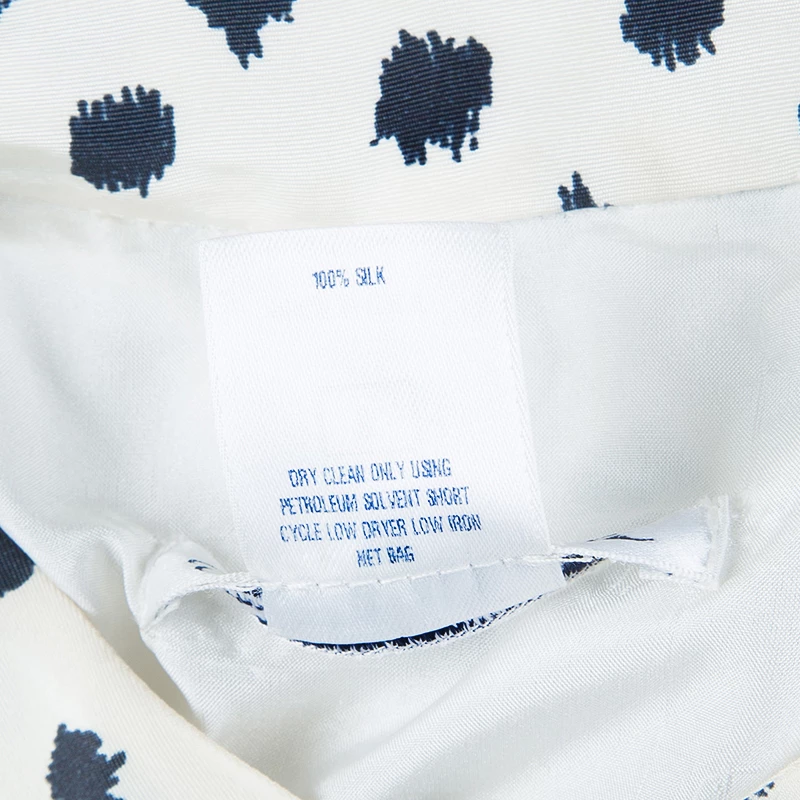 100% SILK
DRY CLEAN ONLY USING
PETROLEUM SOLVENT SHORT
CYCLE LOW DRYER LOW IRON
NET BAG